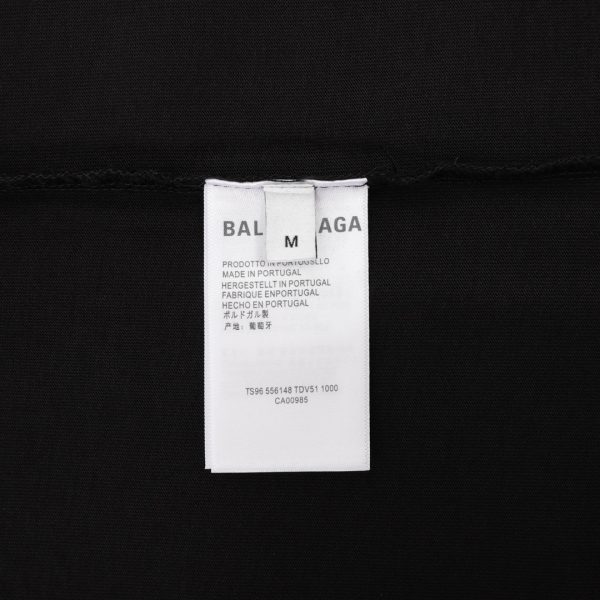 BAL AGA
M
PRODOTTO IN PORTOGSLLO
MADE IN PORTUGAL
HERGESTELLT IN PORTUGAL
FABRIQUE ENPORTUGAL
HECHO EN PORTUGAL
ポルドガル製
产地: 葡萄牙
TS96 556148 TDV51 1000
CA00985